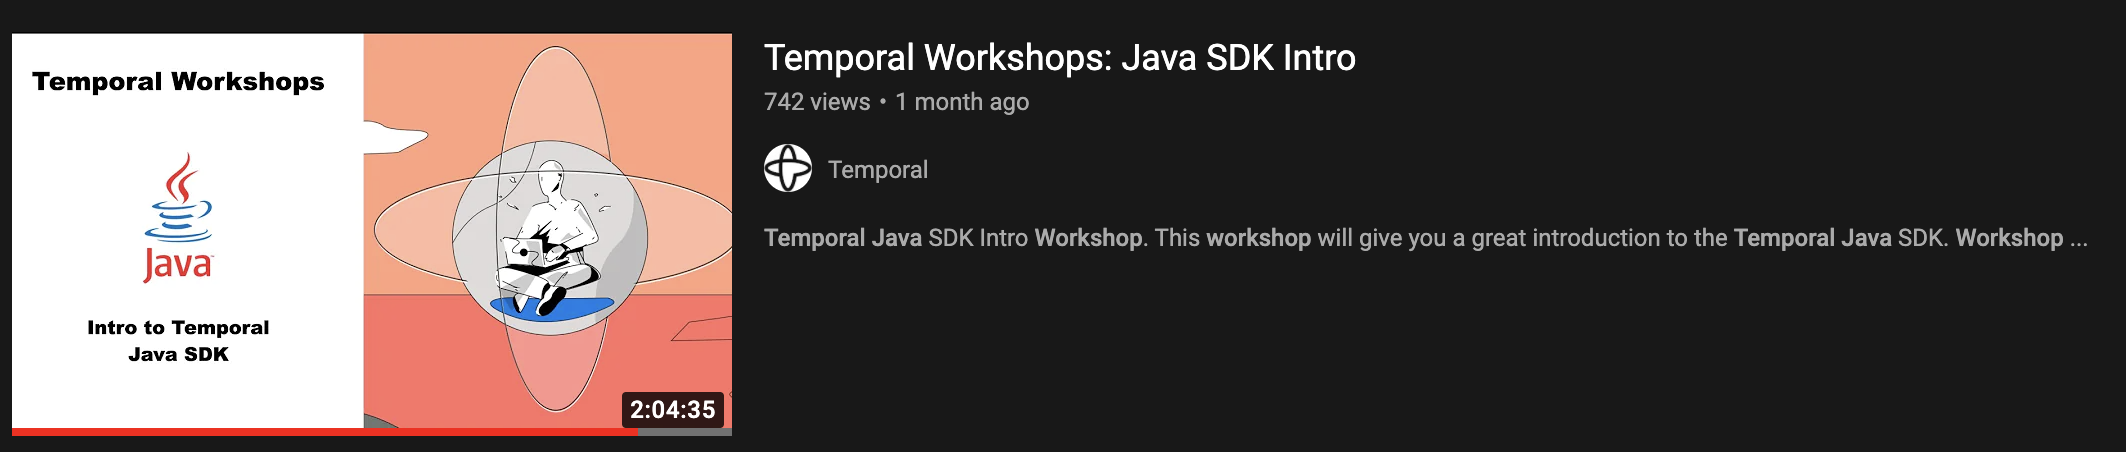 Temporal Workshops
Java
Intro to Temporal
Java SDK
2:04:35
Temporal Workshops: Java SDK Intro
742 views • 1 month ago
Temporal
Temporal Java SDK Intro Workshop. This workshop will give you a great introduction to the Temporal Java SDK. Workshop ...